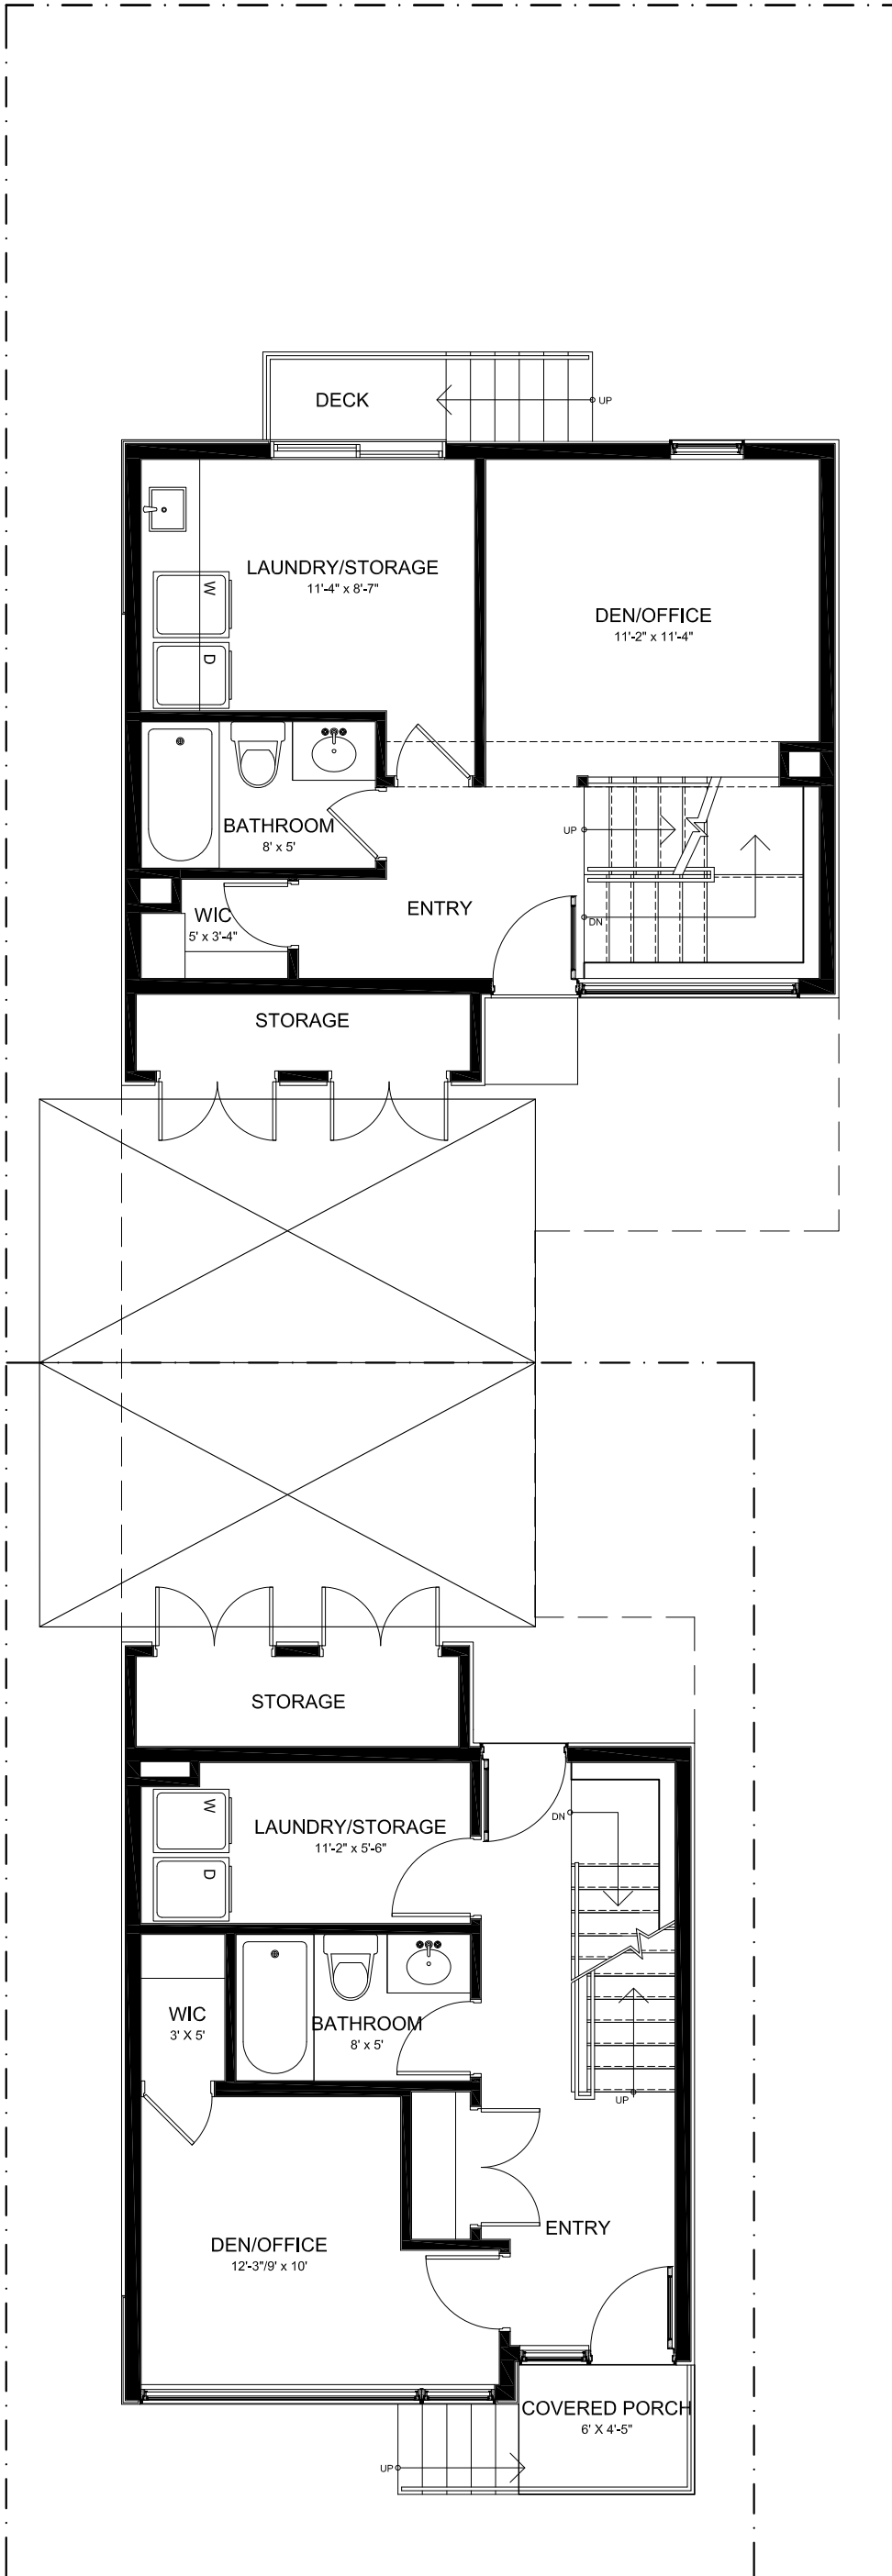 DECK
UP
W
LAUNDRY/STORAGE
11'-4" x 8'-7"
DEN/OFFICE
11'-2" x 11'-4"
D
BATHROOM
8' x 5'
UP
WIC
5' x 3'-4"
ENTRY
DN
STORAGE
STORAGE
W
LAUNDRY/STORAGE
11'-2" x 5'-6"
DN
D
WIC
3' X 5'
BATHROOM
8' x 5'
UP
ENTRY
DEN/OFFICE
12'-3"/9' x 10'
COVERED PORCH
6' X 4'-5"
UP